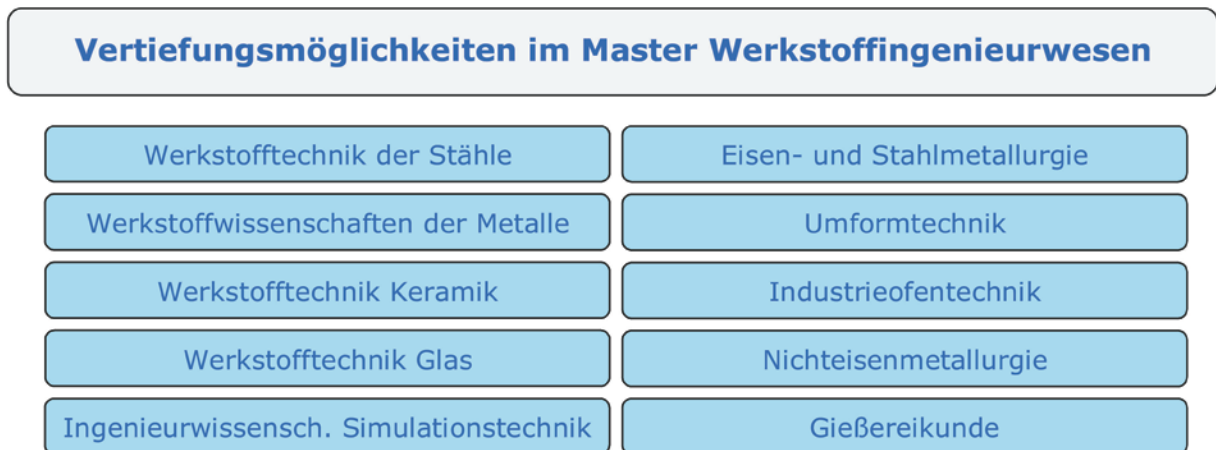 Vertiefungsmöglichkeiten im Master Werkstoffingenieurwesen
Werkstofftechnik der Stähle
Eisen- und Stahlmetallurgie
Werkstoffwissenschaften der Metalle
Umformtechnik
Werkstofftechnik Keramik
Industrieofentechnik
Werkstofftechnik Glas
Nichteisenmetallurgie
Ingenieurwissensch. Simulationstechnik
Gießereikunde